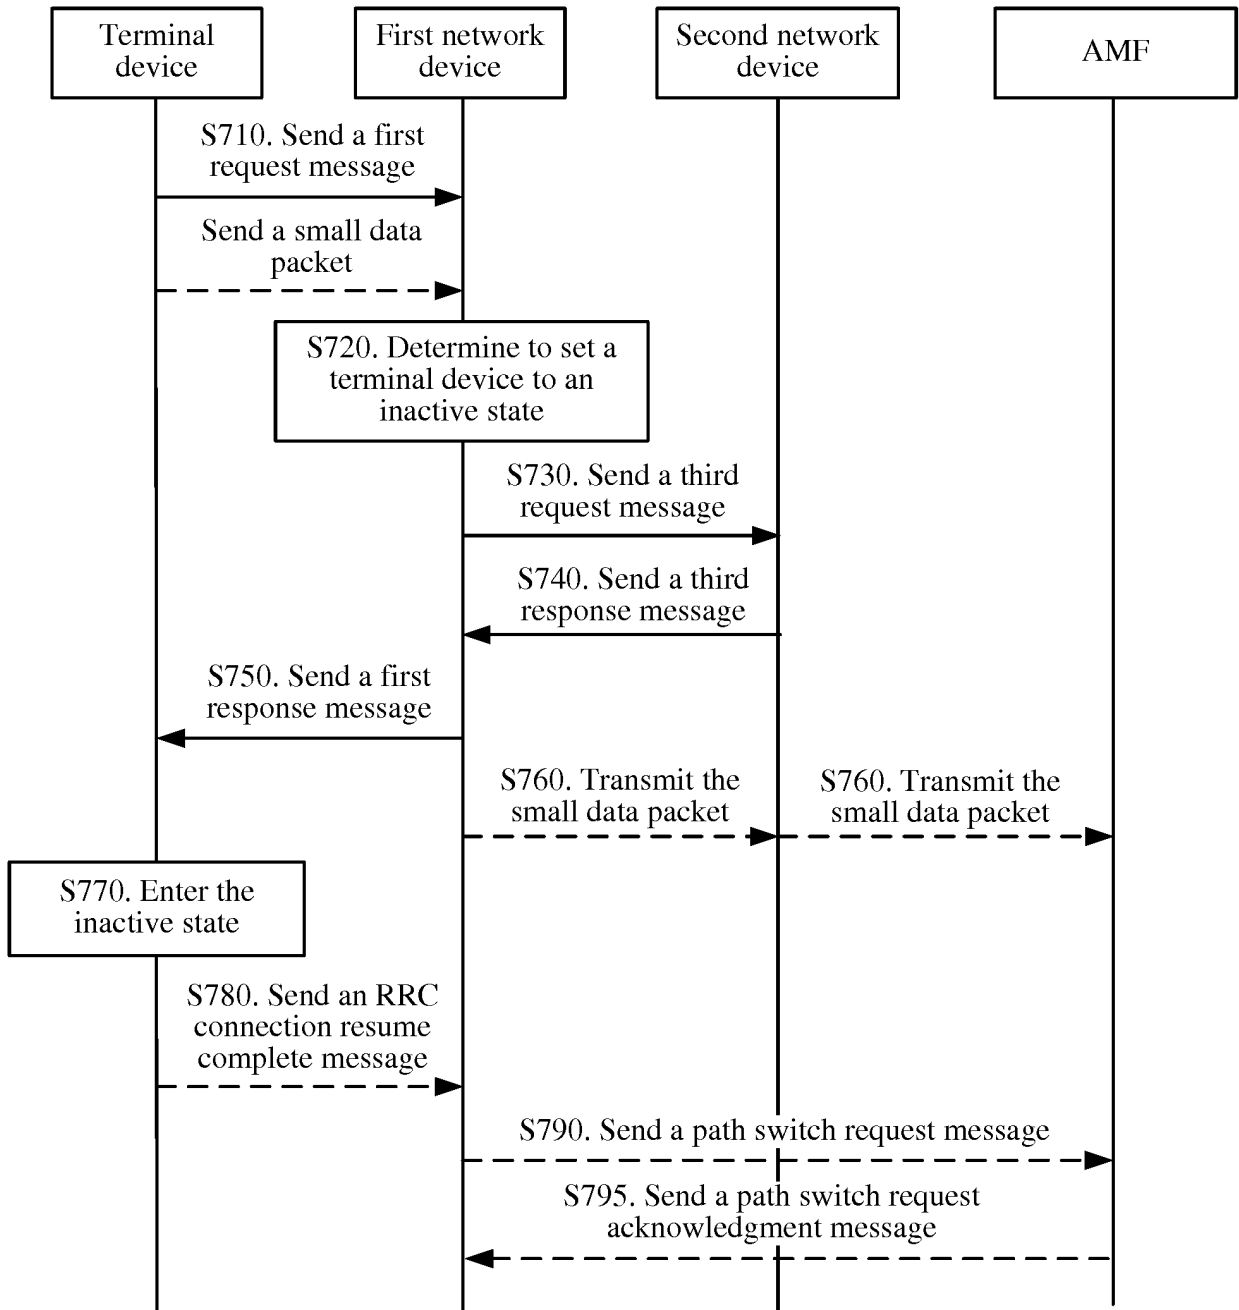 Terminal
device
First network
device
Second network
device
AMF
S710. Send a first
request message
Send a small data
packet
S720. Determine to set a
terminal device to an
inactive state
S730. Send a third
request message
S740. Send a third
response message
S750. Send a first
response message
S760. Transmit the
small data packet
S760. Transmit the
small data packet
S770. Enter the
inactive state
S780. Send an RRC
connection resume
complete message
S790. Send a path switch request message
S795. Send a path switch request
acknowledgment message